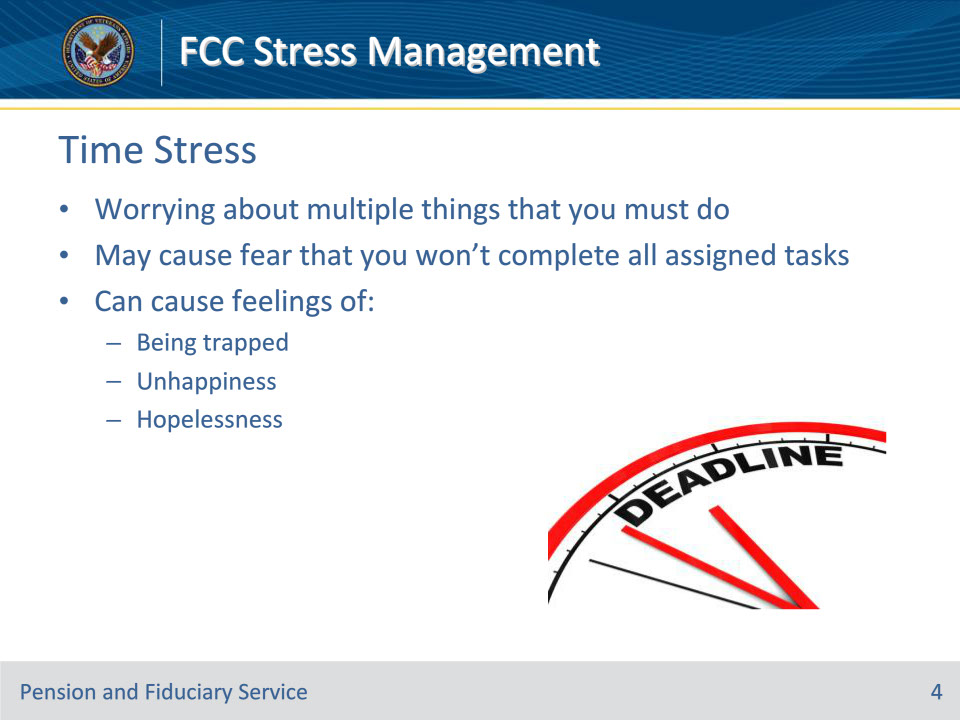 FCC Stress Management
Time Stress
• Worrying about multiple things that you must do
• May cause fear that you won’t complete all assigned tasks
• Can cause feelings of:
– Being trapped
– Unhappiness
– Hopelessness
DEADLINE
Pension and Fiduciary Service
4